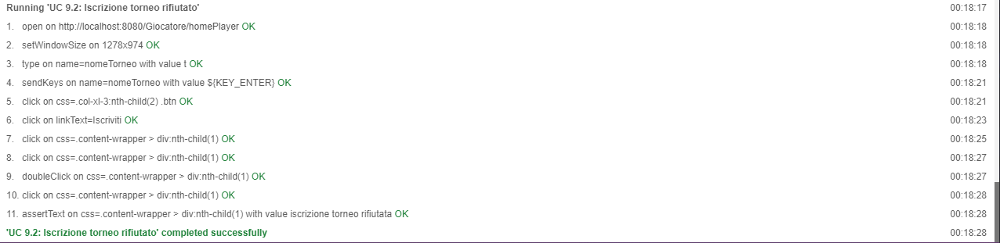 Running 'UC 9.2: Iscrizione torneo rifiutato' 00:18:17
1. open on http://localhost:8080/Giocatore/homePlayer OK 00:18:18
2. setWindowSize on 1278x974 OK 00:18:18
3. type on name=nomeTorneo with value t OK 00:18:18
4. sendKeys on name=nomeTorneo with value ${KEY_ENTER} OK 00:18:21
5. click on css=.col-xl-3:nth-child(2) .btn OK 00:18:21
6. click on linkText=Iscriviti OK 00:18:23
7. click on css=.content-wrapper > div:nth-child(1) OK 00:18:25
8. click on css=.content-wrapper > div:nth-child(1) OK 00:18:27
9. doubleClick on css=.content-wrapper > div:nth-child(1) OK 00:18:27
10. click on css=.content-wrapper > div:nth-child(1) OK 00:18:28
11. assertText on css=.content-wrapper > div:nth-child(1) with value iscrizione torneo rifiutata OK 00:18:28
'UC 9.2: Iscrizione torneo rifiutato' completed successfully 00:18:28